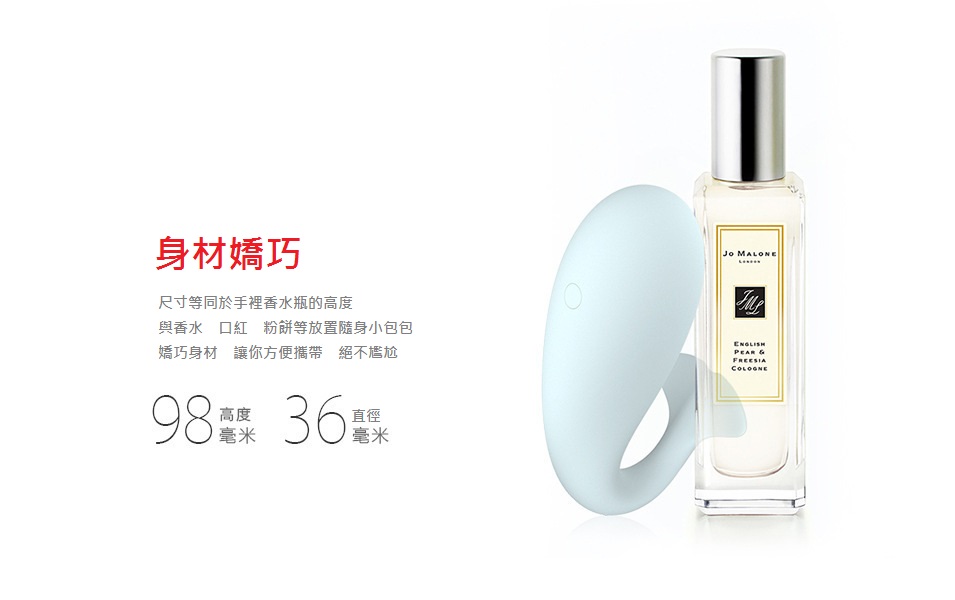 身材嬌巧
尺寸等同於手裡香水瓶的高度
與香水　口紅　粉餅等放置隨身小包包
嬌巧身材　讓你方便攜帶　絕不尷尬
98 高度 毫米　36 直徑 毫米
JO MALONE
LONDON
JML
ENGLISH
PEAR &
FREESIA
COLOGNE